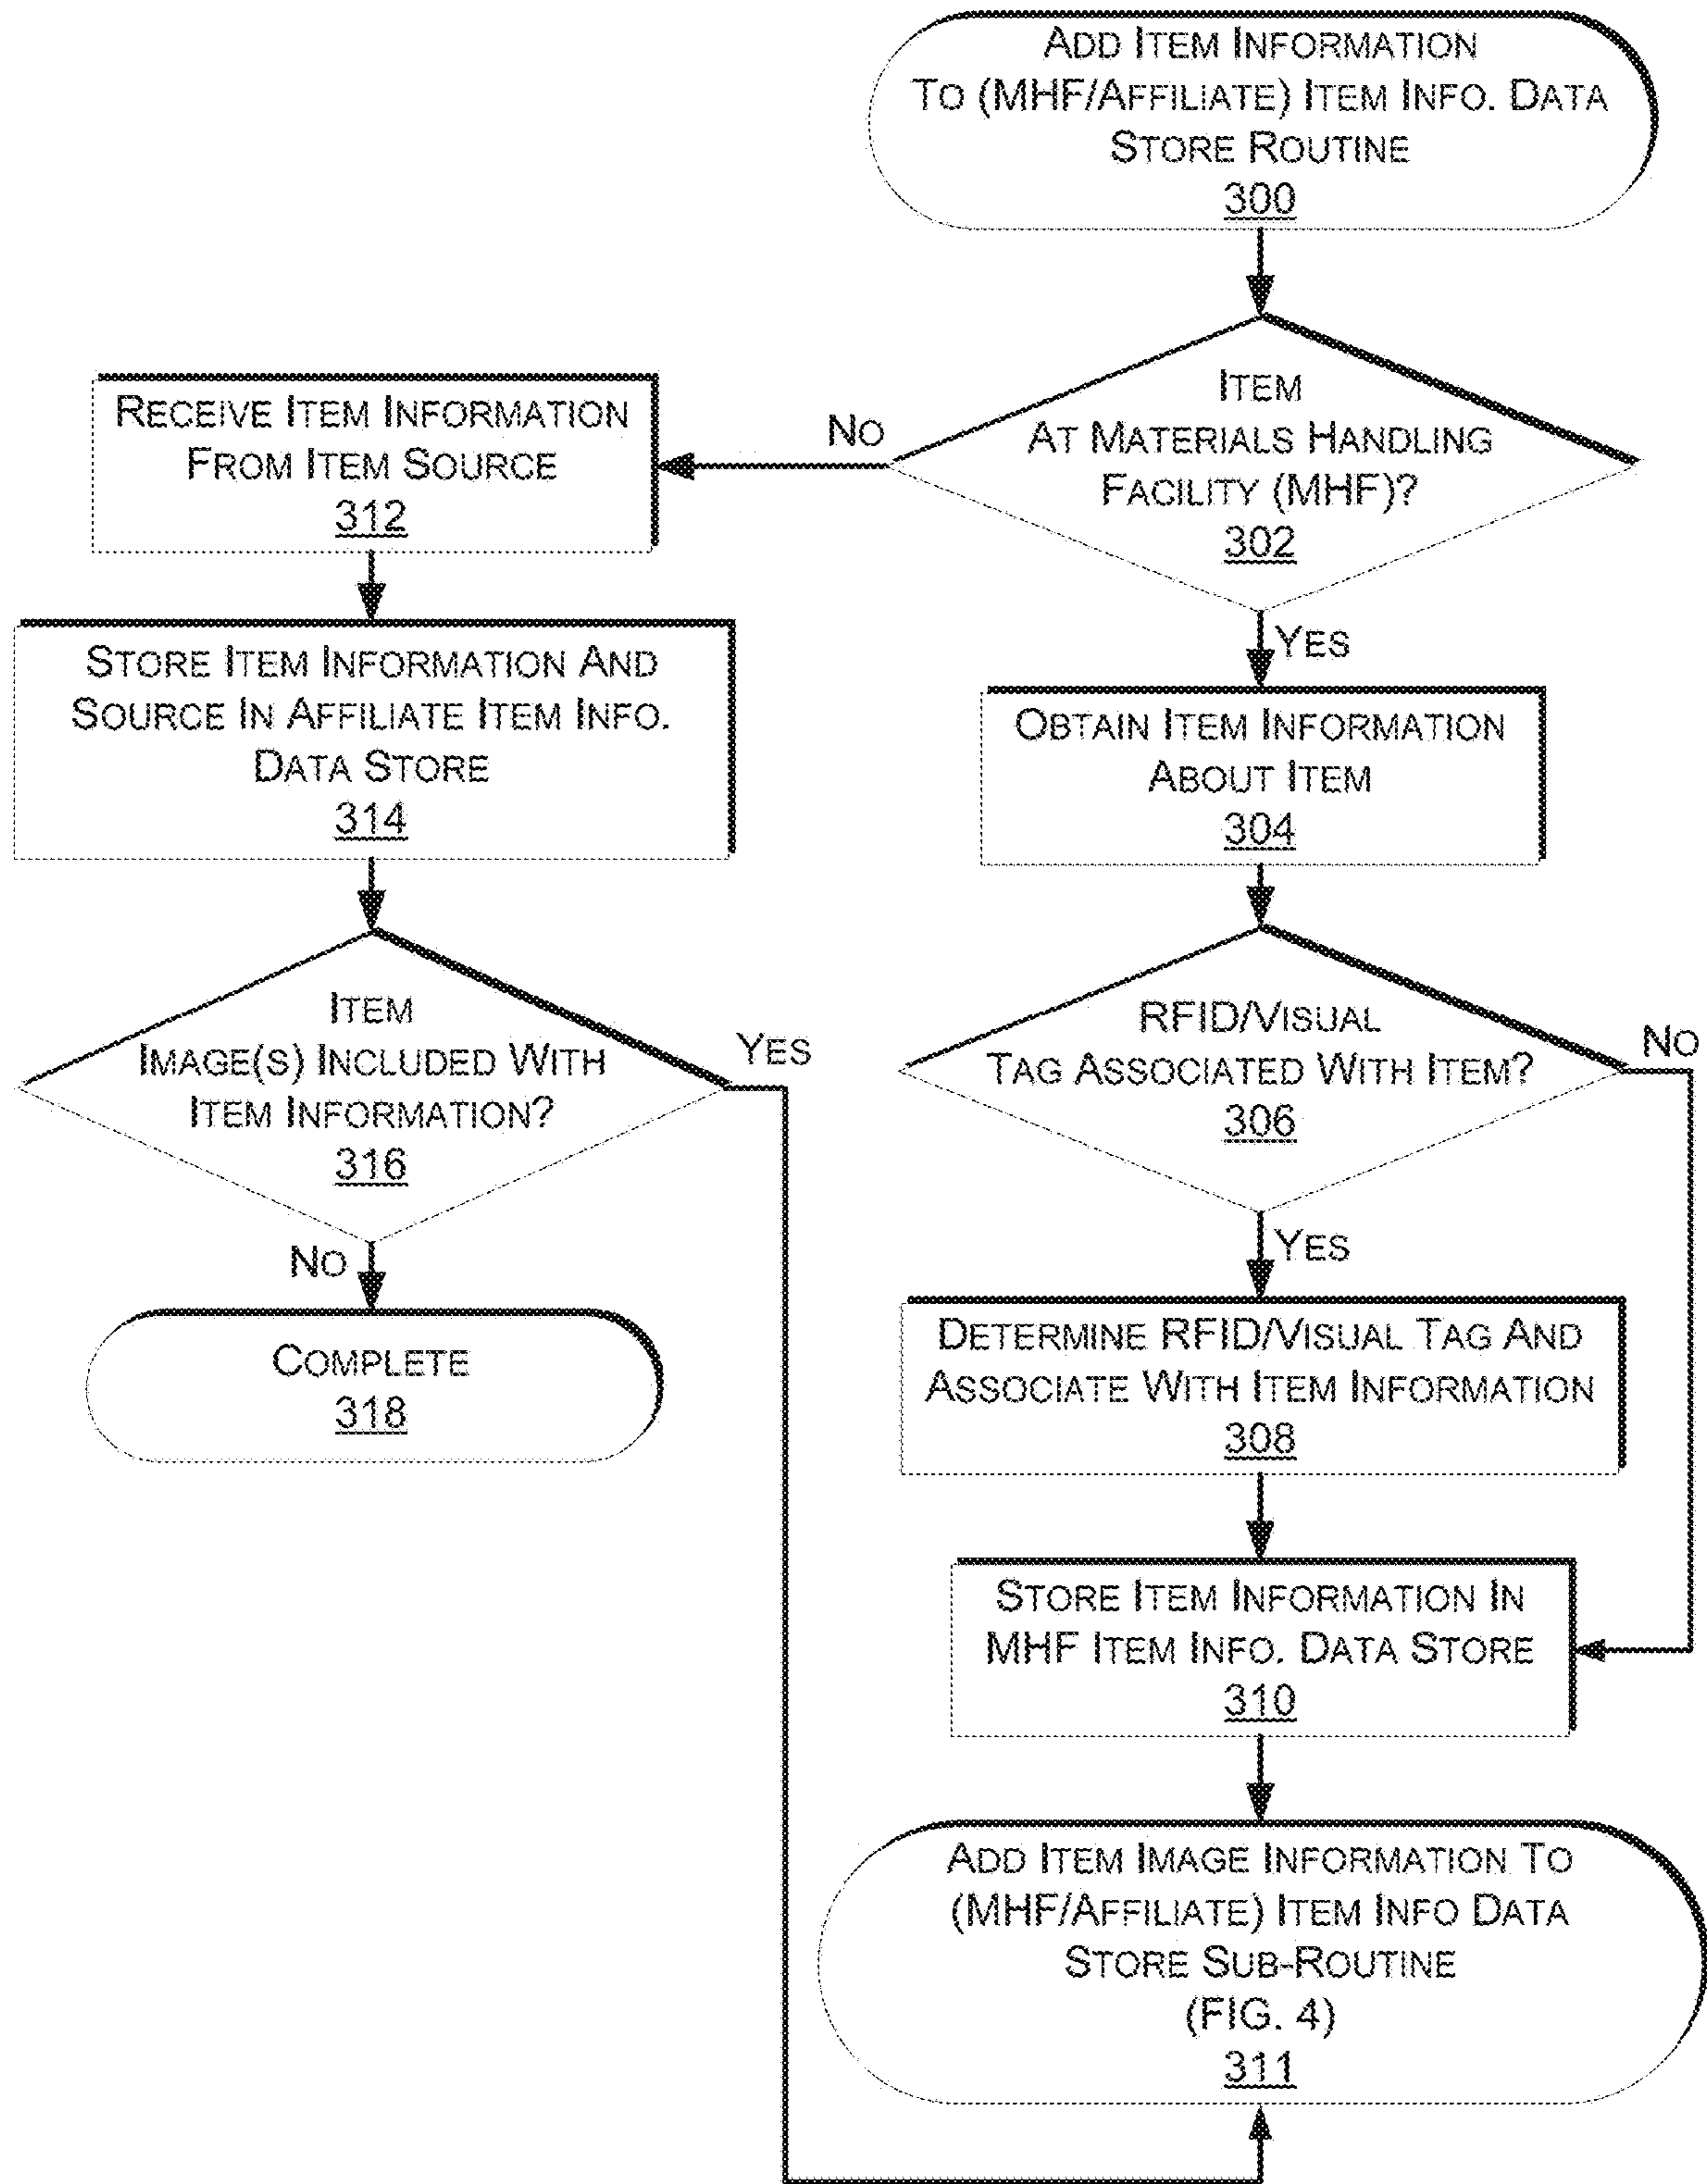 ADD ITEM INFORMATION
TO (MHF/AFFILIATE) ITEM INFO. DATA
STORE ROUTINE
300
ITEM
AT MATERIALS HANDLING
FACILITY (MHF)?
302
NO
YES
RECEIVE ITEM INFORMATION
FROM ITEM SOURCE
312
STORE ITEM INFORMATION AND
SOURCE IN AFFILIATE ITEM INFO.
DATA STORE
314
ITEM
IMAGE(S) INCLUDED WITH
ITEM INFORMATION?
316
YES
NO
COMPLETE
318
OBTAIN ITEM INFORMATION
ABOUT ITEM
304
RFID/VISUAL
TAG ASSOCIATED WITH ITEM?
306
NO
YES
DETERMINE RFID/VISUAL TAG AND
ASSOCIATE WITH ITEM INFORMATION
308
STORE ITEM INFORMATION IN
MHF ITEM INFO. DATA STORE
310
ADD ITEM IMAGE INFORMATION TO
(MHF/AFFILIATE) ITEM INFO DATA
STORE SUB-ROUTINE
(FIG. 4)
311